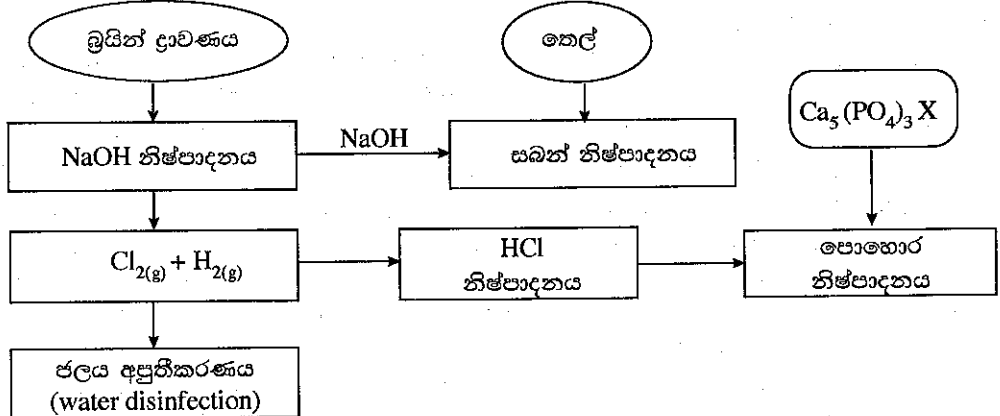 බ්‍රයින් ද්‍රාවණය
තෙල්
Ca₅(PO₄)₃X
NaOH නිෂ්පාදනය
NaOH
සබන් නිෂ්පාදනය
Cl₂(g) + H₂(g)
HCl
නිෂ්පාදනය
පොහොර
නිෂ්පාදනය
ජලය අපූතීකරණය
(water disinfection)